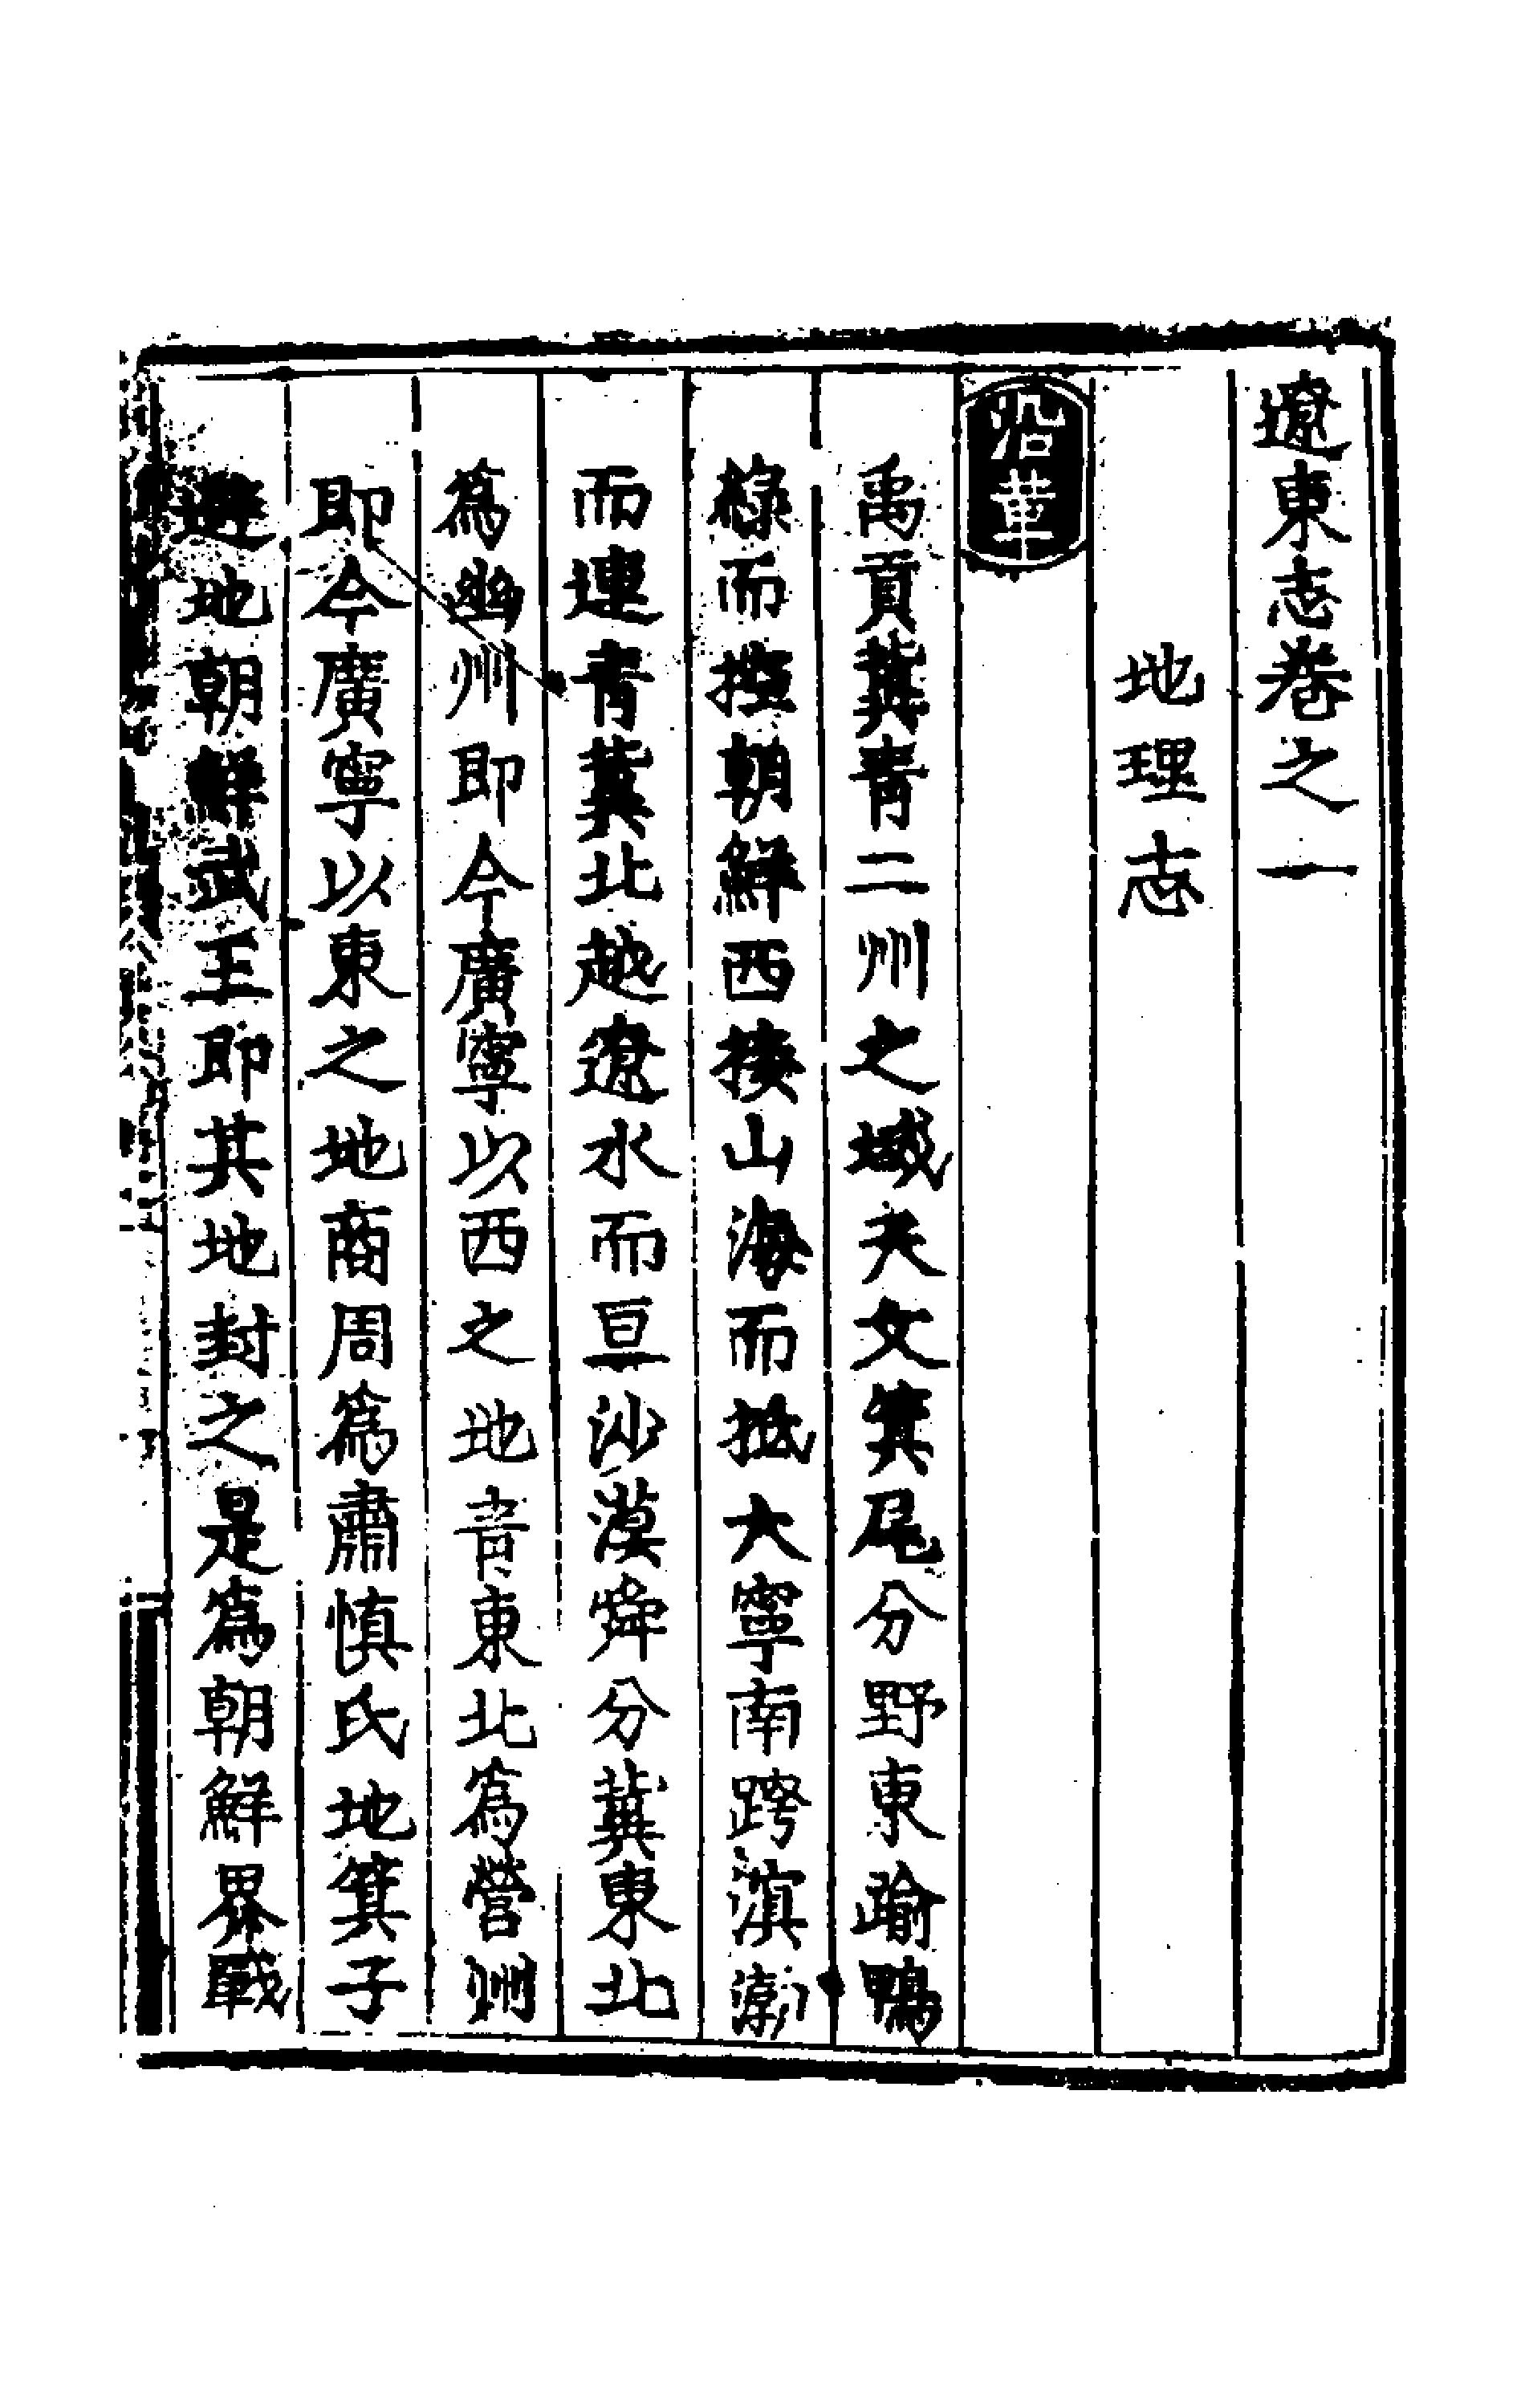 遼東志卷之一
地理志
沿革
禹貢冀青二州之域天文箕尾分野東踰鴨
綠而控朝鮮西接山海而抵大寧南跨溟渤
而連青冀北越遼水而亘沙漠舜分冀東北
爲幽州即今廣寧以西之地青東北爲營州
即今廣寧以東之地商周爲肅慎氏地箕子
避地朝鮮武王即其地封之是爲朝鮮界戰